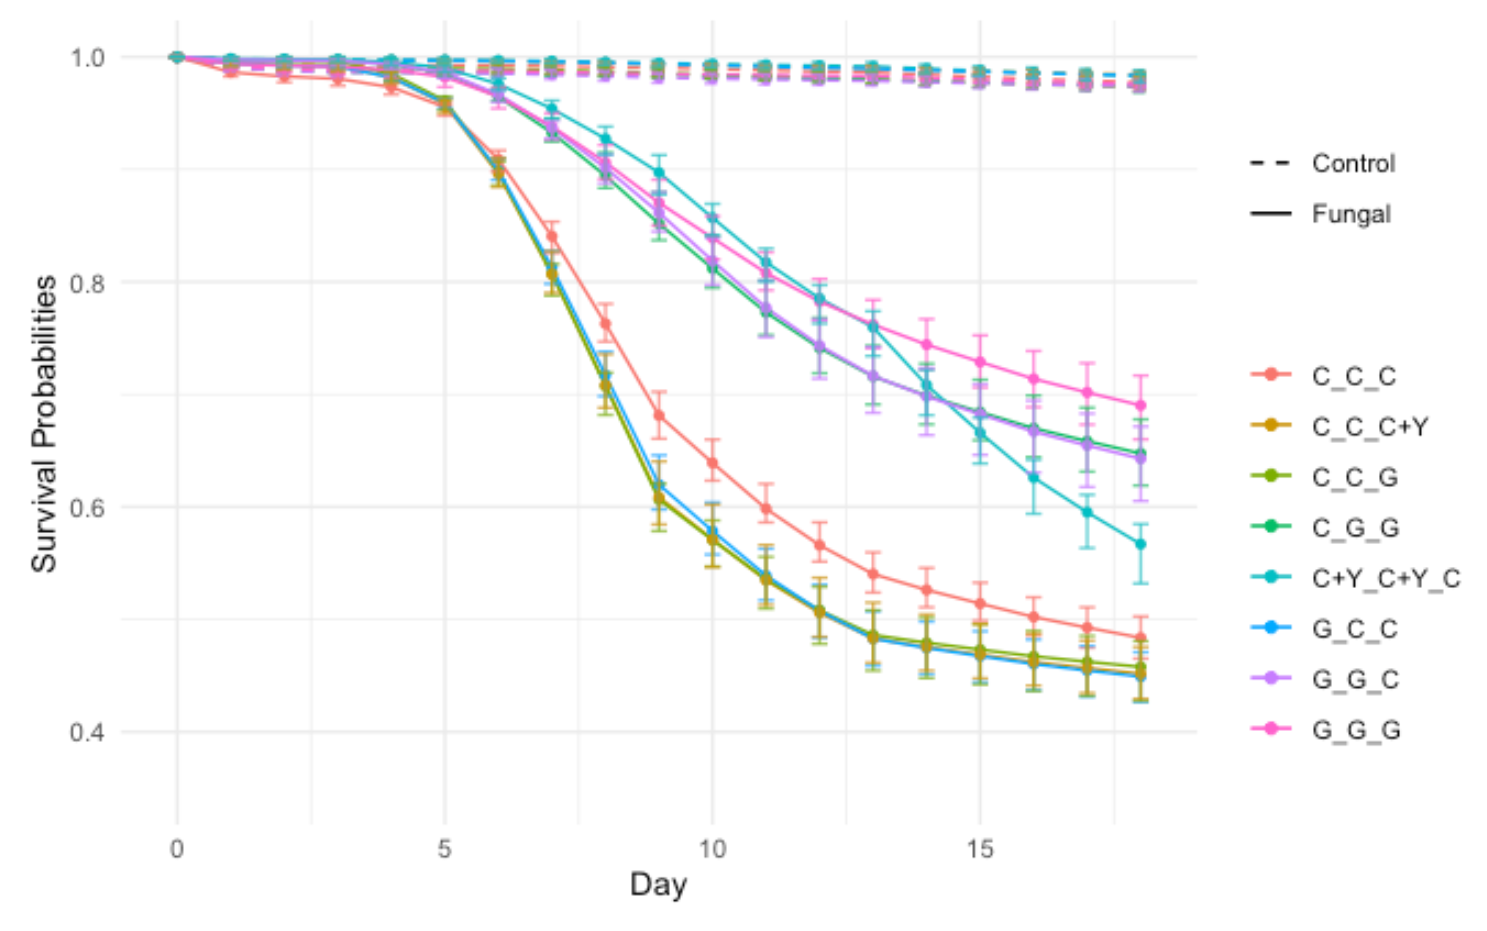 1.0
0.8
0.6
0.4
Survival Probabilities
0
5
10
15
Day
Control
Fungal
C_C_C
C_C_C+Y
C_C_G
C_G_G
C+Y_C+Y_C
G_C_C
G_G_C
G_G_G